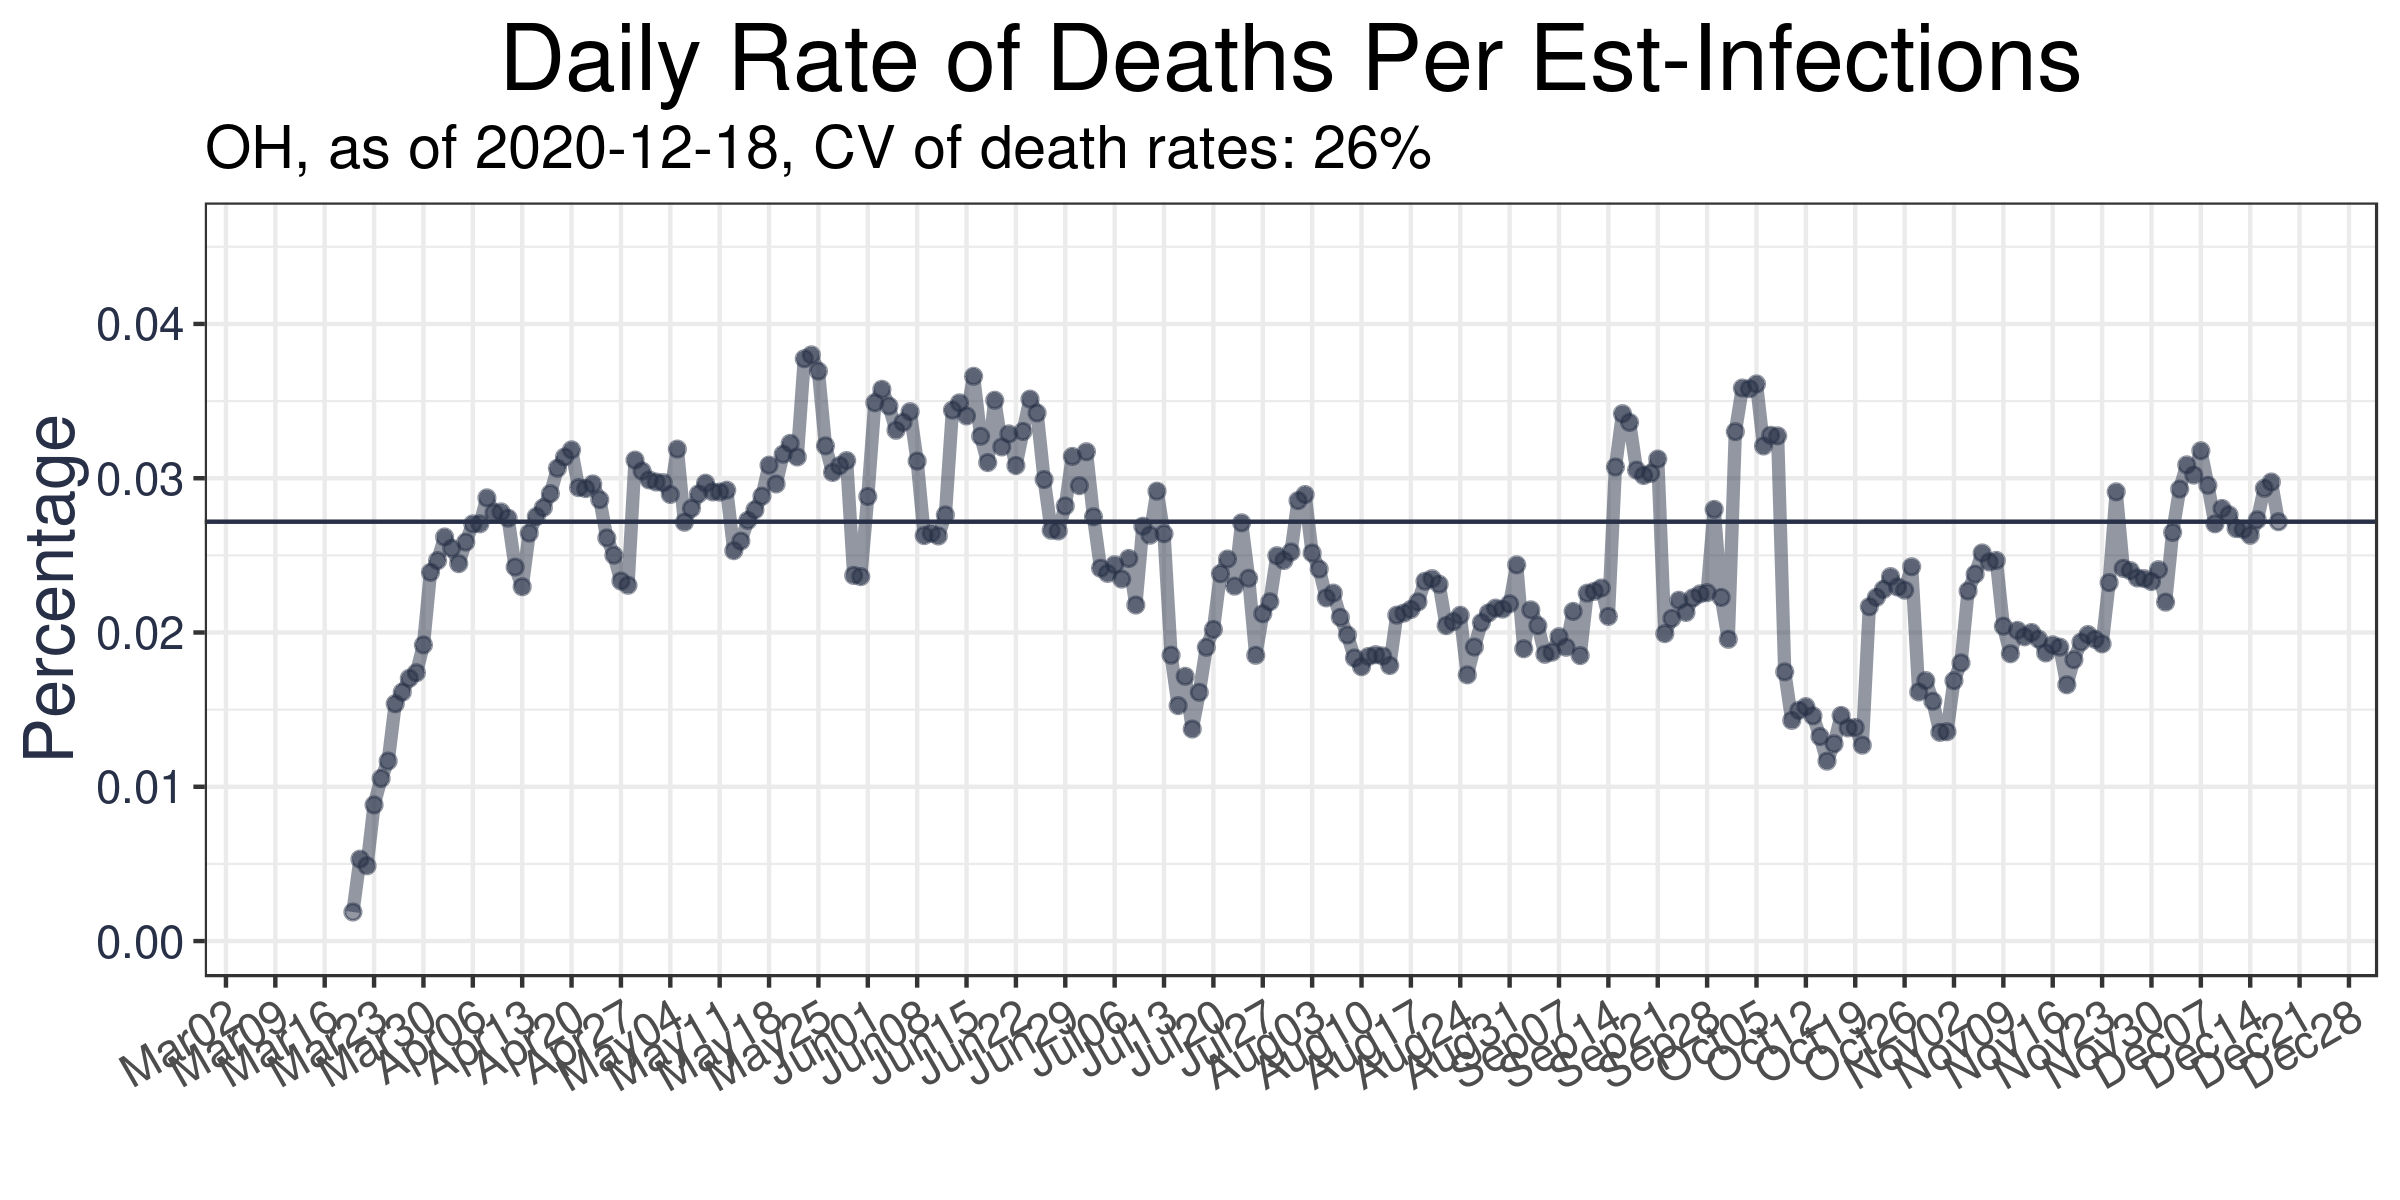 Daily Rate of Deaths Per Est-Infections
OH, as of 2020-12-18, CV of death rates: 26%
Percentage
0.04
0.03
0.02
0.01
0.00
Mar02
Mar09
Mar16
Mar23
Mar30
Apr06
Apr13
Apr20
Apr27
May04
May11
May18
May25
Jun01
Jun08
Jun15
Jun22
Jun29
Jul06
Jul13
Jul20
Jul27
Aug03
Aug10
Aug17
Aug24
Aug31
Sep07
Sep14
Sep21
Sep28
Oct05
Oct12
Oct19
Oct26
Nov02
Nov09
Nov16
Nov23
Nov30
Dec07
Dec14
Dec21
Dec28